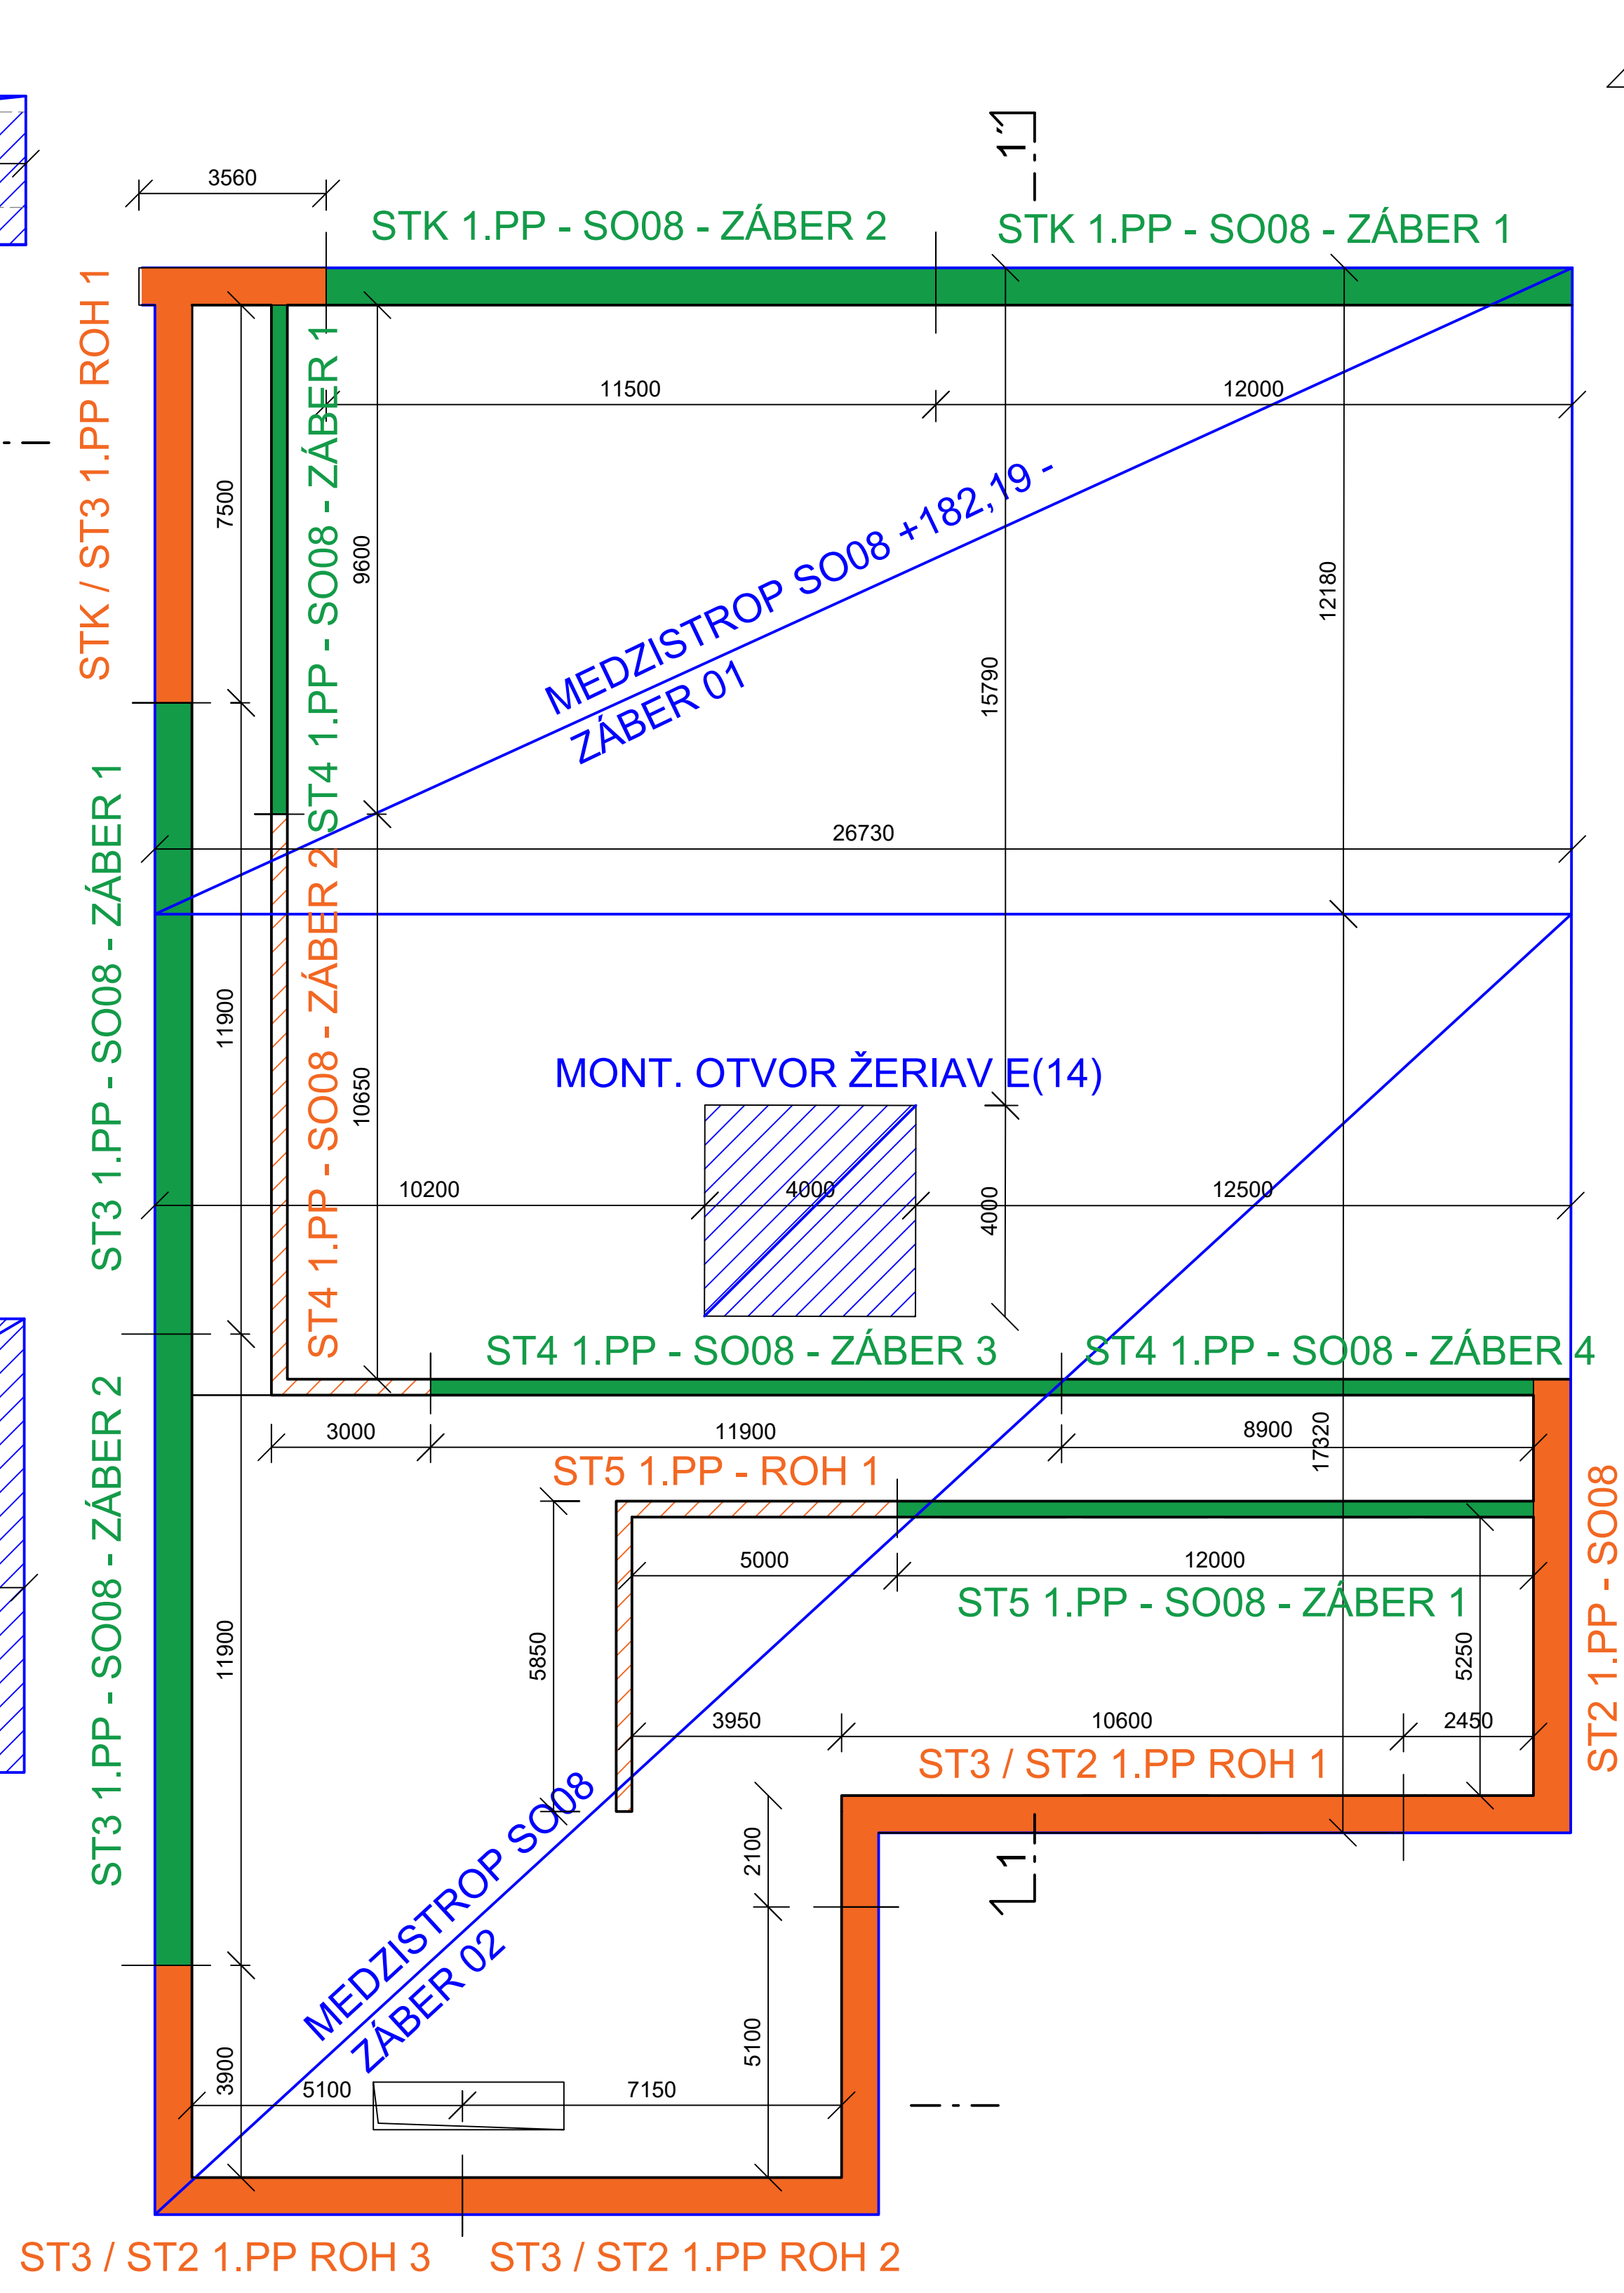 1
1
3560
STK 1.PP - SO08 - ZÁBER 2
STK 1.PP - SO08 - ZÁBER 1
STK / ST3 1.PP ROH 1
ST4 1.PP - SO08 - ZÁBER 1
11500
12000
7500
9600
MEDZISTROP SO08 +182,19 -
ZÁBER 01
15790
12180
26730
ST3 1.PP - SO08 - ZÁBER 1
ST4 1.PP - SO08 - ZÁBER 2
11900
10650
MONT. OTVOR ŽERIAV E(14)
10200
4000
12500
4000
ST4 1.PP - SO08 - ZÁBER 3
ST4 1.PP - SO08 - ZÁBER 4
3000
11900
8900
17320
ST5 1.PP - ROH 1
ST3 1.PP - SO08 - ZÁBER 2
11900
5000
12000
ST5 1.PP - SO08 - ZÁBER 1
ST2 1.PP - SO08
5850
5250
3950
10600
2450
ST3 / ST2 1.PP ROH 1
MEDZISTROP SO08
ZÁBER 02
2100
1
5100
3900
5100
7150
ST3 / ST2 1.PP ROH 3
ST3 / ST2 1.PP ROH 2